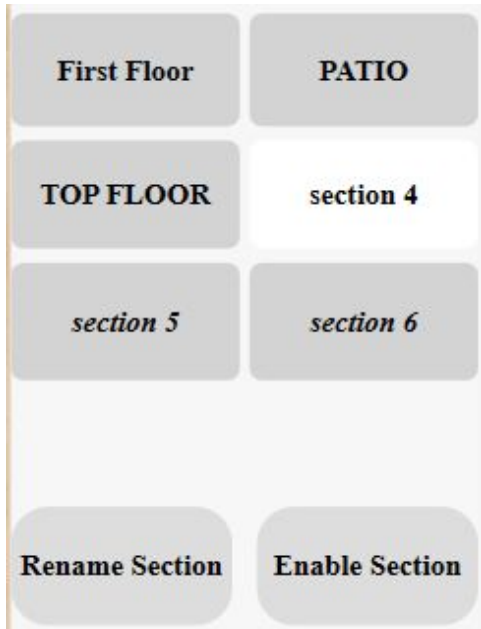 First Floor
PATIO
TOP FLOOR
section 4
section 5
section 6
Rename Section
Enable Section